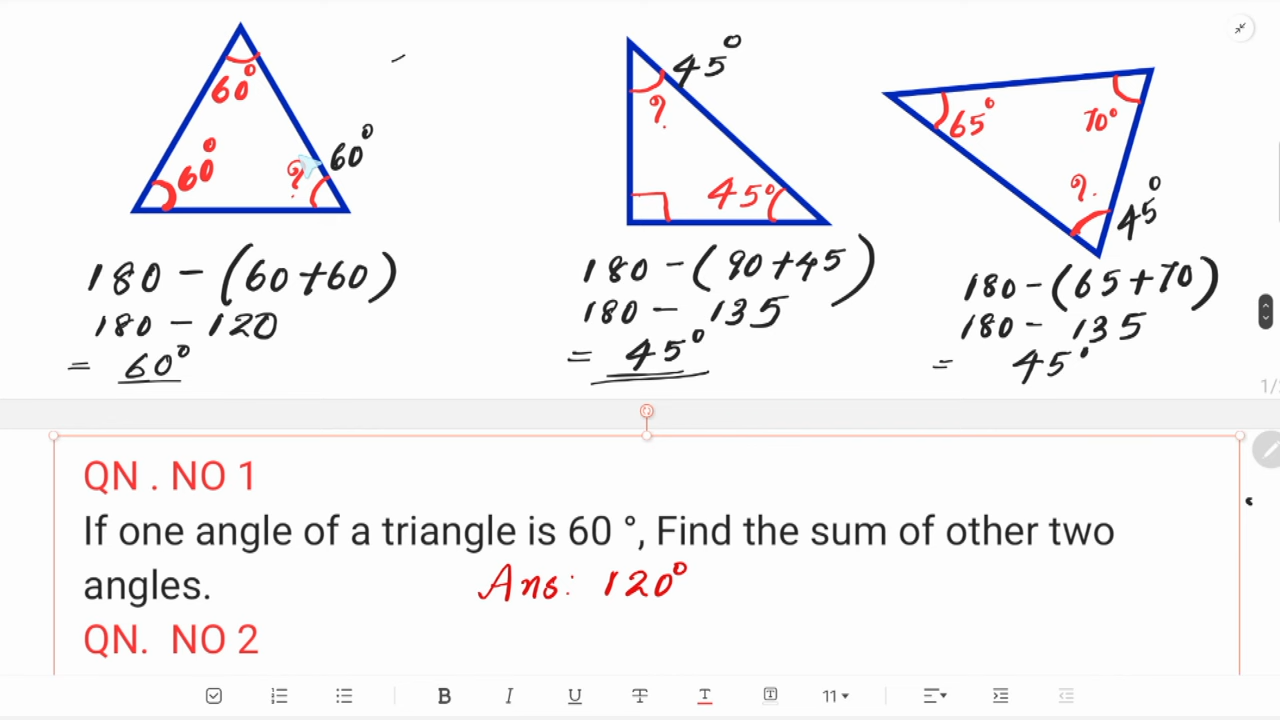 60° 45°
60° 60° ? ? 45°
65° 70° ? 45°
180 - (60+60)
180 - 120
= 60°
180 - (90+45)
180 - 135
= 45°
180 - (65+70)
180 - 135
= 45°
QN . NO 1
If one angle of a triangle is 60 °, Find the sum of other two
angles. Ans: 120°
QN. NO 2
B I U T T T 11